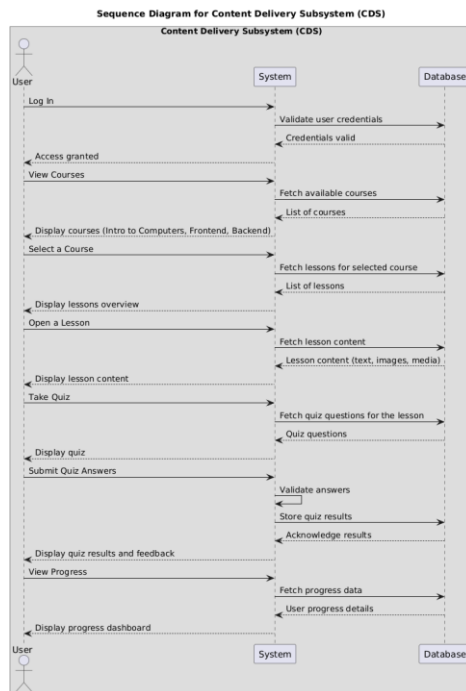 Sequence Diagram for Content Delivery Subsystem (CDS)
Content Delivery Subsystem (CDS)
User
System
Database
Log In
Validate user credentials
Credentials valid
Access granted
View Courses
Fetch available courses
List of courses
Display courses (Intro to Computers, Frontend, Backend)
Select a Course
Fetch lessons for selected course
List of lessons
Display lessons overview
Open a Lesson
Fetch lesson content
Lesson content (text, images, media)
Display lesson content
Take Quiz
Fetch quiz questions for the lesson
Quiz questions
Display quiz
Submit Quiz Answers
Validate answers
Store quiz results
Acknowledge results
Display quiz results and feedback
View Progress
Fetch progress data
User progress details
Display progress dashboard
User
System
Database